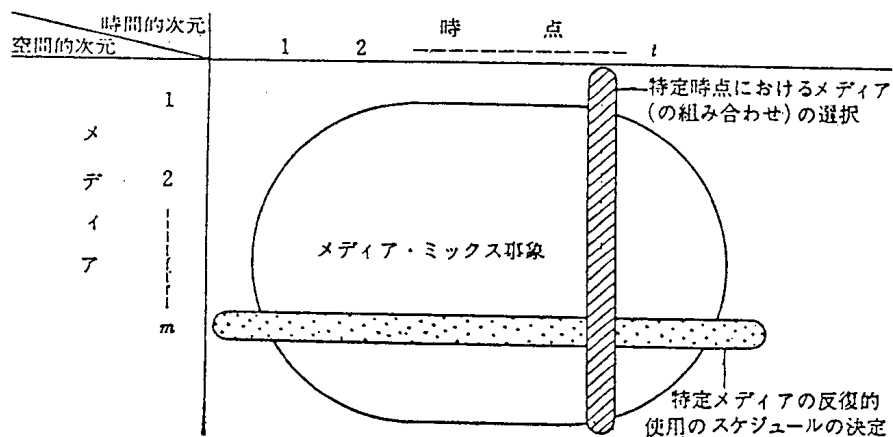 時間的次元
空間的次元
時 点
1 2 t
特定時点におけるメディア
(の組み合わせ)の選択
メディア
1
2
m
メディア・ミックス事象
特定メディアの反復的
使用のスケジュールの決定